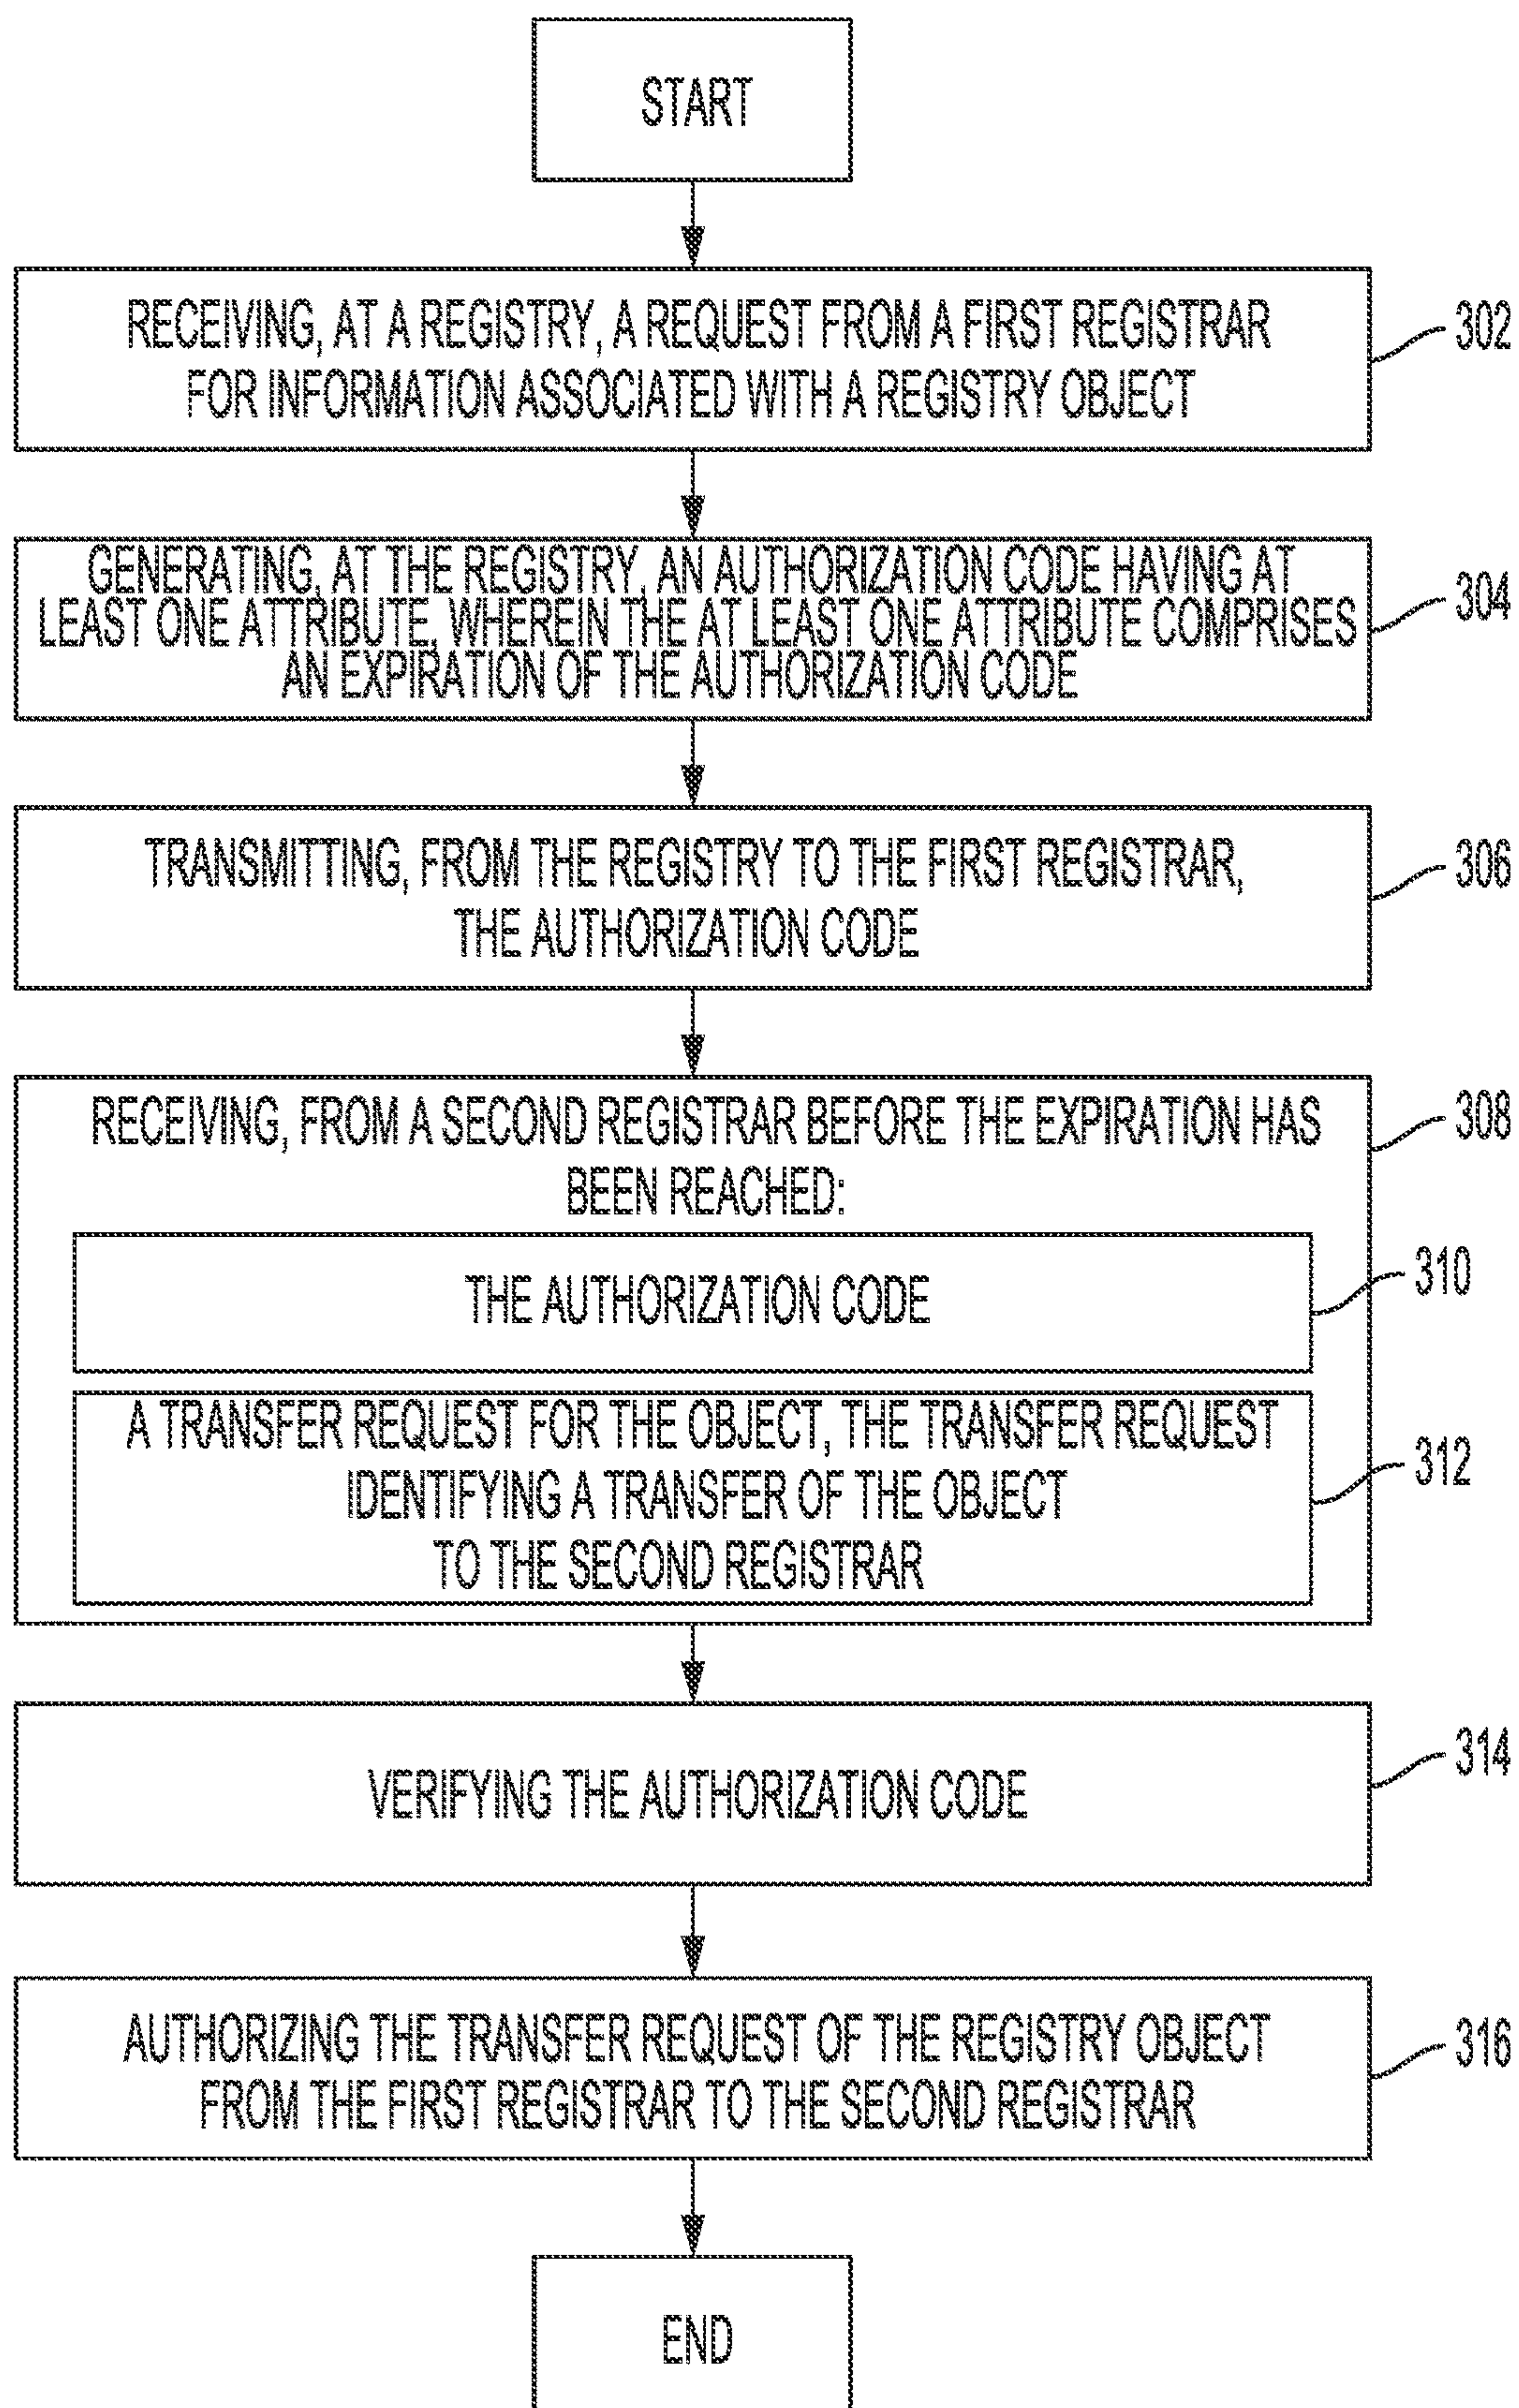 START
RECEIVING, AT A REGISTRY, A REQUEST FROM A FIRST REGISTRAR
FOR INFORMATION ASSOCIATED WITH A REGISTRY OBJECT
302
GENERATING, AT THE REGISTRY, AN AUTHORIZATION CODE HAVING AT
LEAST ONE ATTRIBUTE, WHEREIN THE AT LEAST ONE ATTRIBUTE COMPRISES
AN EXPIRATION OF THE AUTHORIZATION CODE
304
TRANSMITTING, FROM THE REGISTRY TO THE FIRST REGISTRAR,
THE AUTHORIZATION CODE
306
RECEIVING, FROM A SECOND REGISTRAR BEFORE THE EXPIRATION HAS
BEEN REACHED:
308
THE AUTHORIZATION CODE
310
A TRANSFER REQUEST FOR THE OBJECT, THE TRANSFER REQUEST
IDENTIFYING A TRANSFER OF THE OBJECT
TO THE SECOND REGISTRAR
312
VERIFYING THE AUTHORIZATION CODE
314
AUTHORIZING THE TRANSFER REQUEST OF THE REGISTRY OBJECT
FROM THE FIRST REGISTRAR TO THE SECOND REGISTRAR
316
END